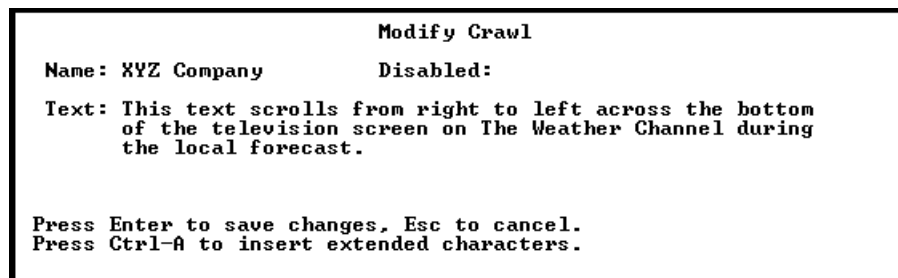 Modify Crawl
Name: XYZ Company Disabled:
Text: This text scrolls from right to left across the bottom
of the television screen on The Weather Channel during
the local forecast.
Press Enter to save changes, Esc to cancel.
Press Ctrl-A to insert extended characters.